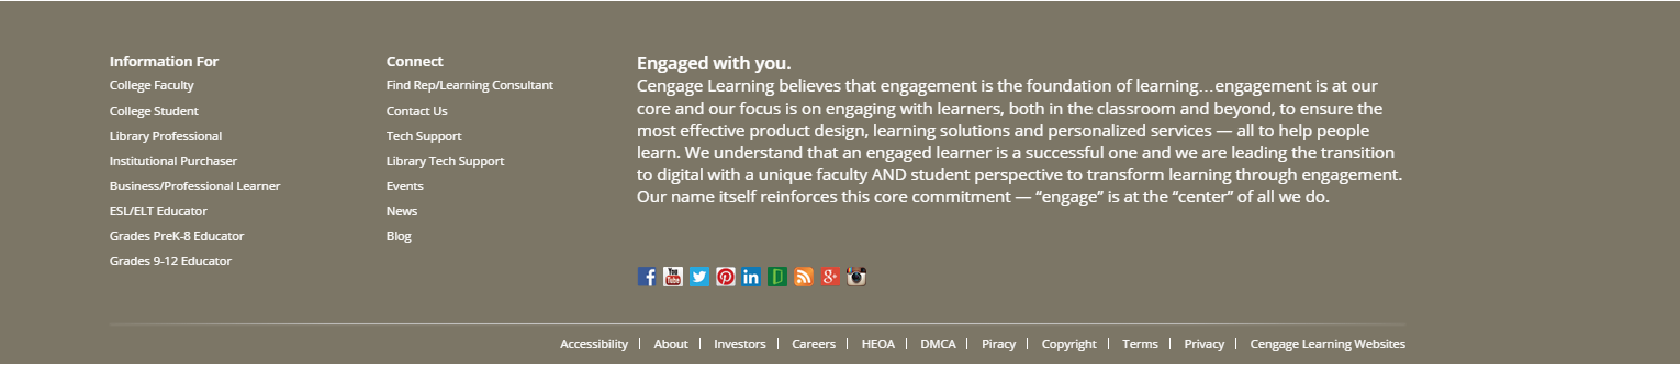 Information For
College Faculty
College Student
Library Professional
Institutional Purchaser
Business/Professional Learner
ESL/ELT Educator
Grades PreK-8 Educator
Grades 9-12 Educator
Connect
Find Rep/Learning Consultant
Contact Us
Tech Support
Library Tech Support
Events
News
Blog
Engaged with you.
Cengage Learning believes that engagement is the foundation of learning…engagement is at our
core and our focus is on engaging with learners, both in the classroom and beyond, to ensure the
most effective product design, learning solutions and personalized services — all to help people
learn. We understand that an engaged learner is a successful one and we are leading the transition
to digital with a unique faculty AND student perspective to transform learning through engagement.
Our name itself reinforces this core commitment — “engage” is at the “center” of all we do.
You Tube
Accessibility | About | Investors | Careers | HEOA | DMCA | Piracy | Copyright | Terms | Privacy | Cengage Learning Websites